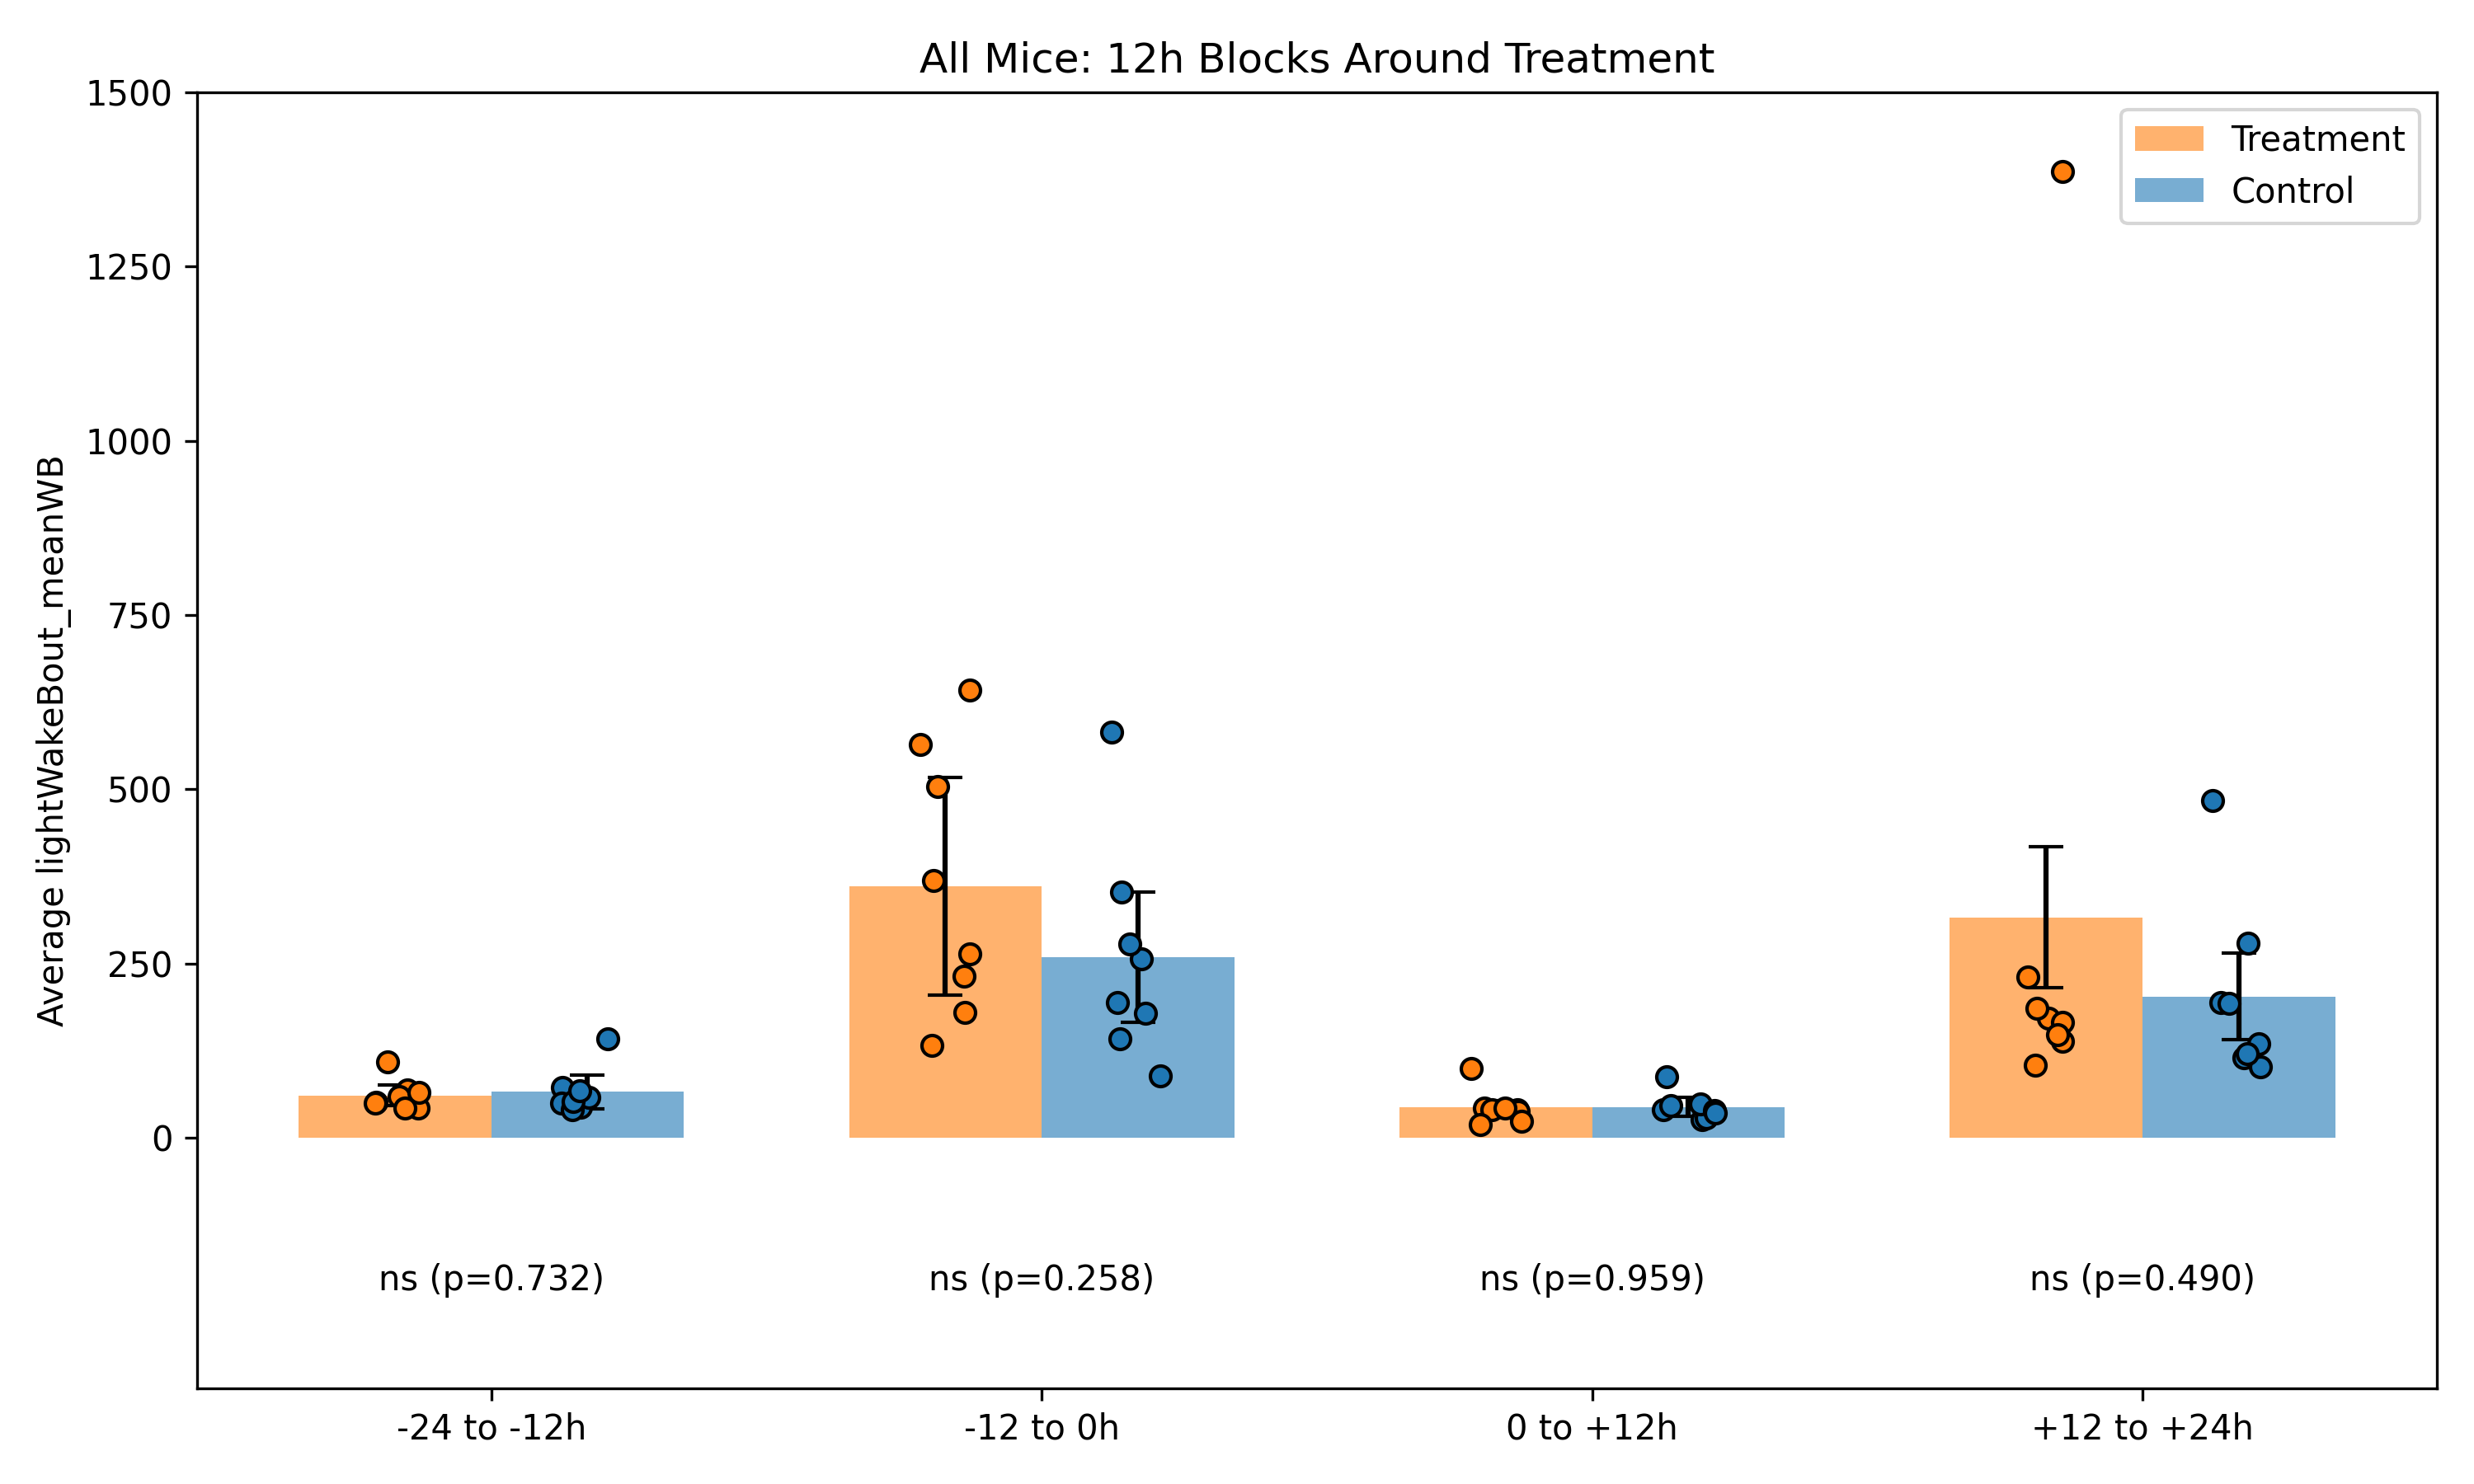 All Mice: 12h Blocks Around Treatment
Average lightWakeBout_meanWB
1500
1250
1000
750
500
250
0
Treatment
Control
ns (p=0.732)
ns (p=0.258)
ns (p=0.959)
ns (p=0.490)
-24 to -12h
-12 to 0h
0 to +12h
+12 to +24h